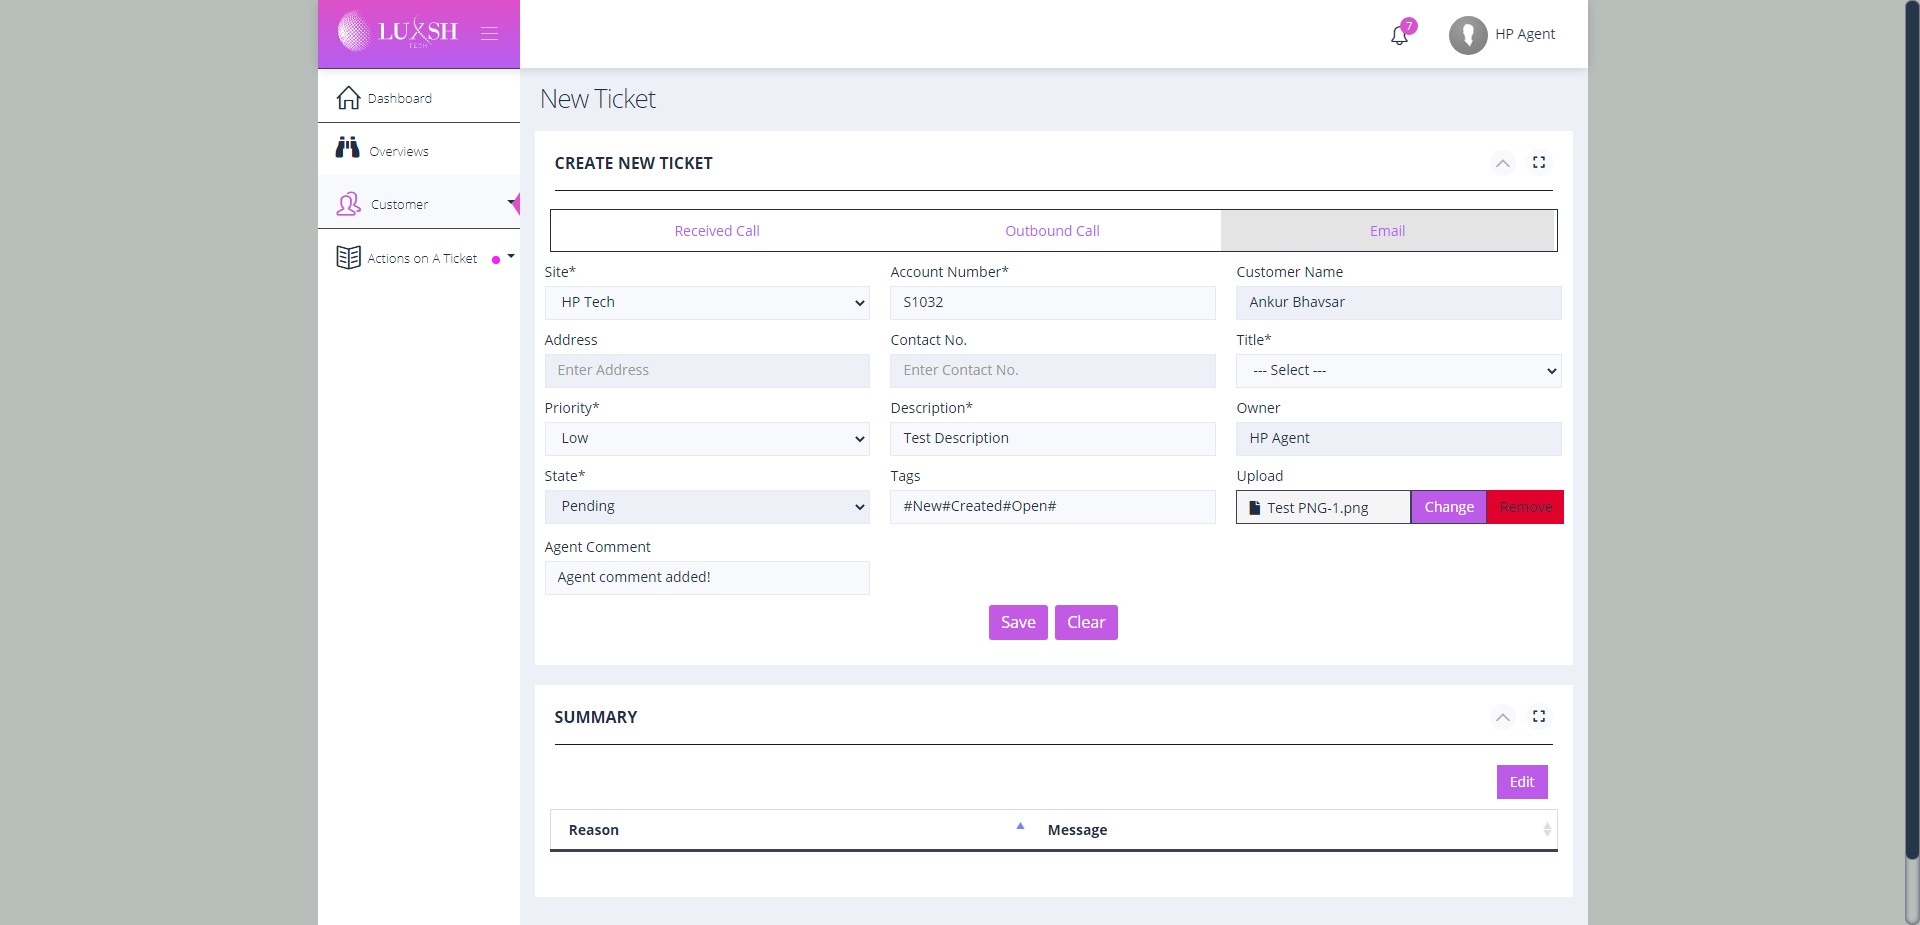 LUXSH
TECH
7
HP Agent
Dashboard
Overviews
Customer
Actions on A Ticket
New Ticket
CREATE NEW TICKET
Received Call Outbound Call Email
Site* Account Number* Customer Name
HP Tech S1032 Ankur Bhavsar
Address Contact No. Title*
Enter Address Enter Contact No. --- Select ---
Priority* Description* Owner
Low Test Description HP Agent
State* Tags Upload
Pending #New#Created#Open# Test PNG-1.png Change Remove
Agent Comment
Agent comment added!
Save Clear
SUMMARY
Edit
Reason Message